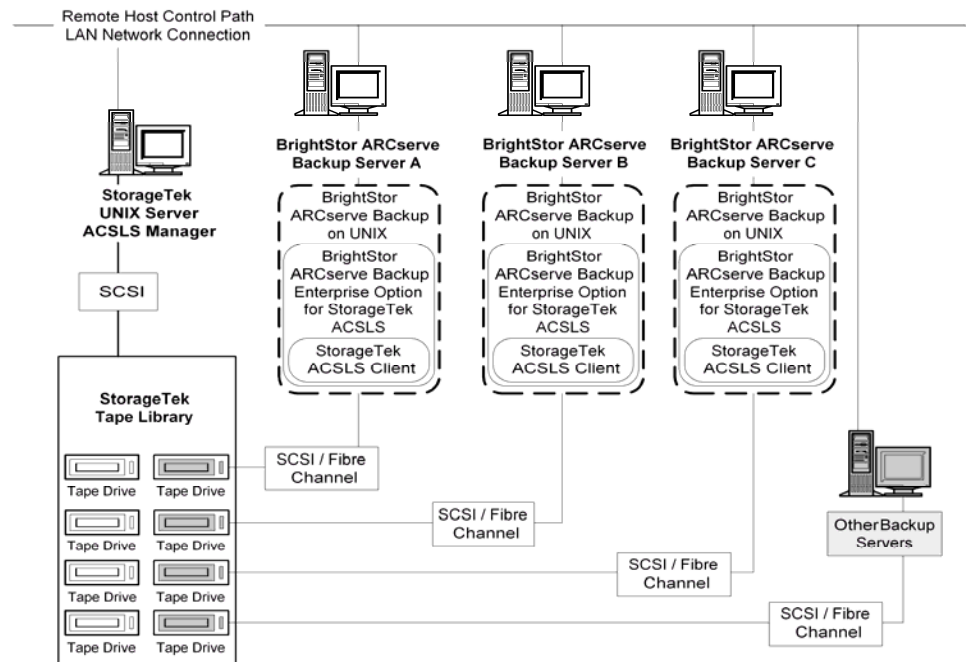 Remote Host Control Path
LAN Network Connection
StorageTek
UNIX Server
ACSLS Manager
SCSI
BrightStor ARCserve
Backup Server A
BrightStor
ARCserve Backup
on UNIX
BrightStor
ARCserve Backup
Enterprise Option
for StorageTek
ACSLS
StorageTek
ACSLS Client
BrightStor ARCserve
Backup Server B
BrightStor
ARCserve Backup
on UNIX
BrightStor
ARCserve Backup
Enterprise Option
for StorageTek
ACSLS
StorageTek
ACSLS Client
BrightStor ARCserve
Backup Server C
BrightStor
ARCserve Backup
on UNIX
BrightStor
ARCserve Backup
Enterprise Option
for StorageTek
ACSLS
StorageTek
ACSLS Client
StorageTek
Tape Library
Tape Drive
Tape Drive
Tape Drive
Tape Drive
Tape Drive
Tape Drive
Tape Drive
Tape Drive
SCSI / Fibre
Channel
SCSI / Fibre
Channel
SCSI / Fibre
Channel
SCSI / Fibre
Channel
Other Backup
Servers